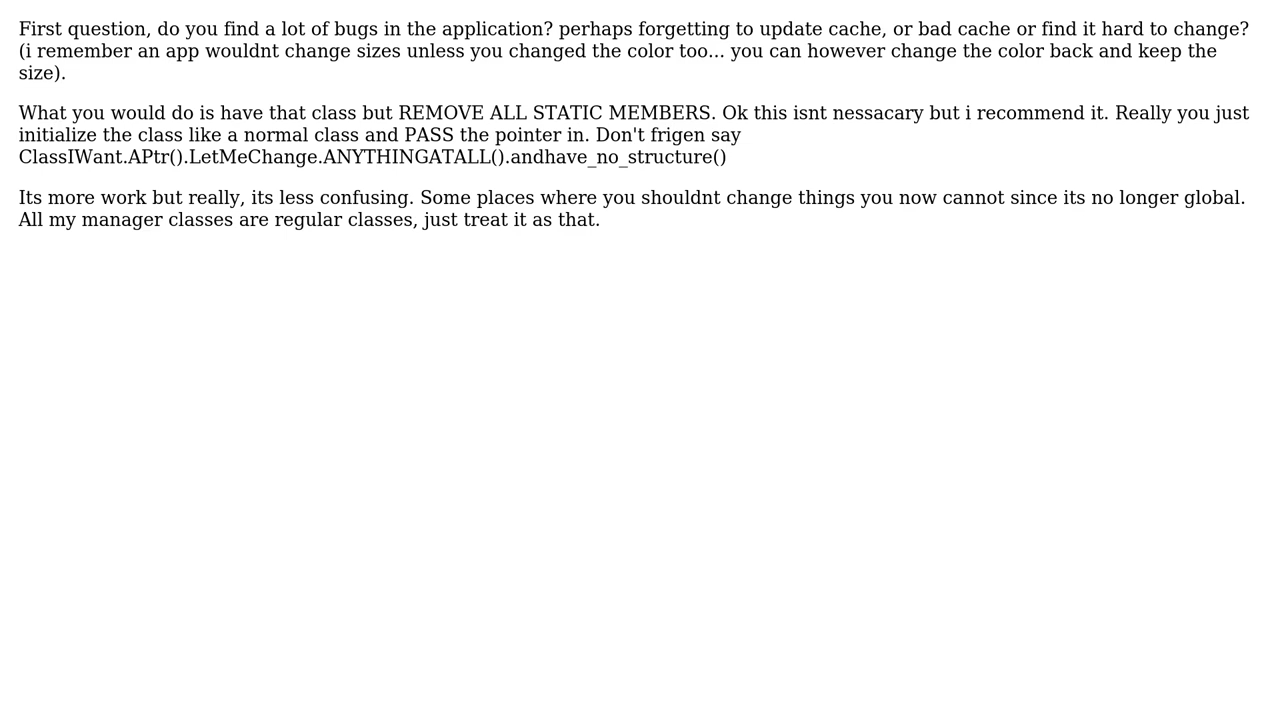 First question, do you find a lot of bugs in the application? perhaps forgetting to update cache, or bad cache or find it hard to change?
(i remember an app wouldnt change sizes unless you changed the color too... you can however change the color back and keep the
size).
What you would do is have that class but REMOVE ALL STATIC MEMBERS. Ok this isnt nessacary but i recommend it. Really you just
initialize the class like a normal class and PASS the pointer in. Don't frigen say
ClassIWant.APtr().LetMeChange.ANYTHINGATALL().andhave_no_structure()
Its more work but really, its less confusing. Some places where you shouldnt change things you now cannot since its no longer global.
All my manager classes are regular classes, just treat it as that.